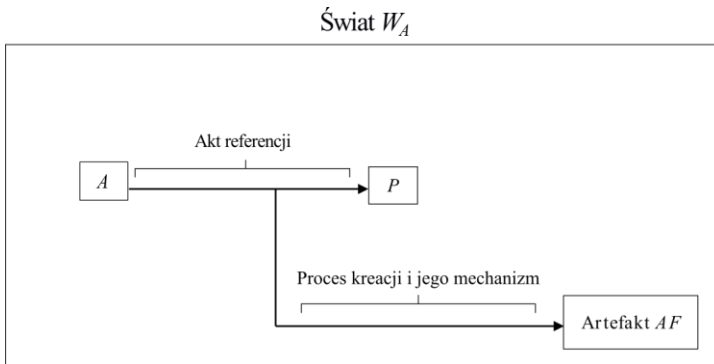 Świat W_A
Akt referencji
A
P
Proces kreacji i jego mechanizm
Artefakt AF